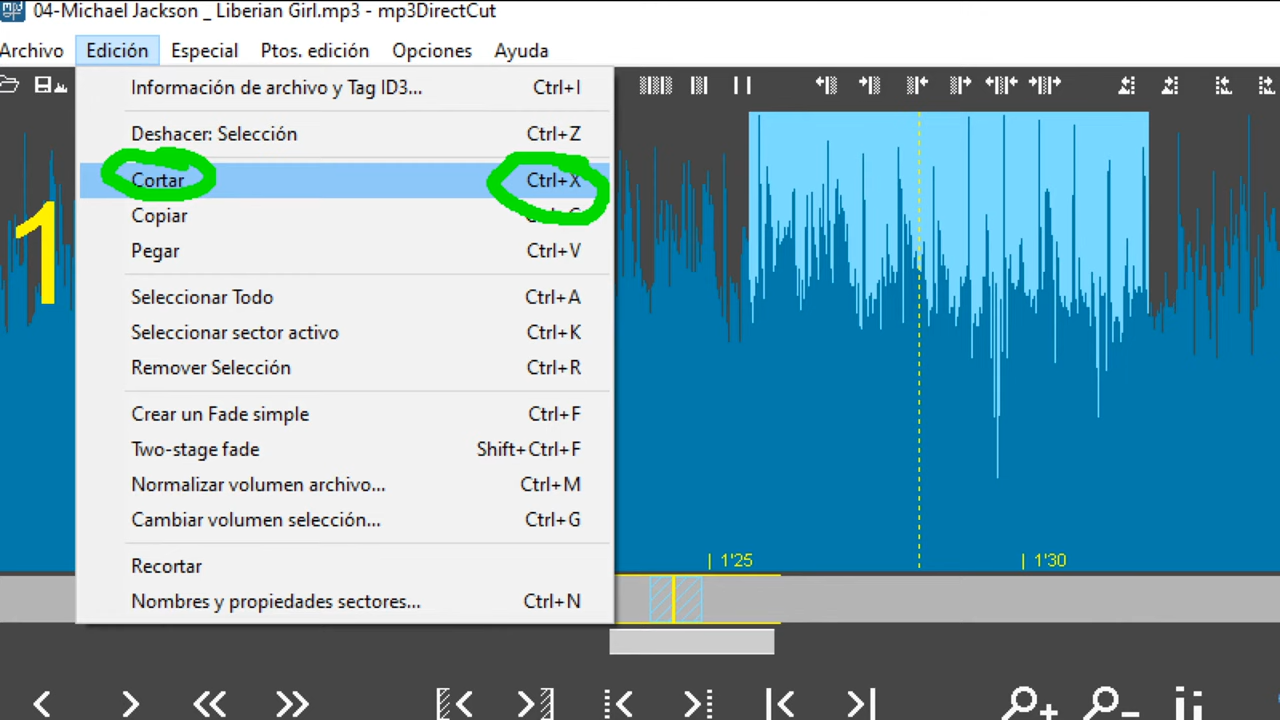 04-Michael Jackson _ Liberian Girl.mp3 - mp3DirectCut
Archivo Edición Especial Ptos. edición Opciones Ayuda
Información de archivo y Tag ID3... Ctrl+I
Deshacer: Selección Ctrl+Z
Cortar Ctrl+X
Copiar
Pegar Ctrl+V
Seleccionar Todo Ctrl+A
Seleccionar sector activo Ctrl+K
Remover Selección Ctrl+R
Crear un Fade simple Ctrl+F
Two-stage fade Shift+Ctrl+F
Normalizar volumen archivo... Ctrl+M
Cambiar volumen selección... Ctrl+G
Recortar
Nombres y propiedades sectores... Ctrl+N
1
1'25 1'30